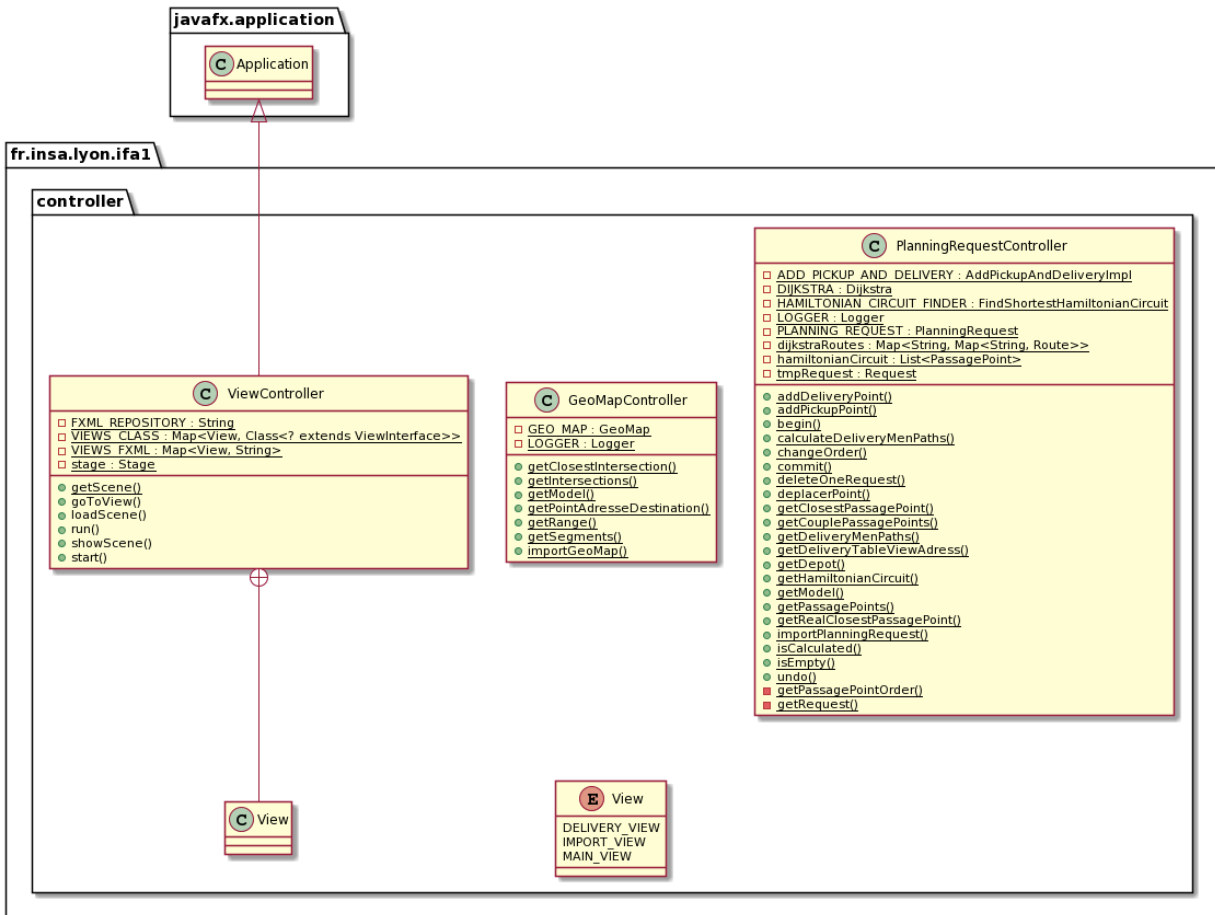 javafx.application
C Application
fr.insa.lyon.ifa1
controller
C ViewController
FXML_REPOSITORY : String
VIEWS_CLASS : Map<View, Class<? extends ViewInterface>>
VIEWS_FXML : Map<View, String>
stage : Stage
getScene()
goToView()
loadScene()
run()
showScene()
start()
C GeoMapController
GEO_MAP : GeoMap
LOGGER : Logger
getClosestIntersection()
getIntersections()
getModel()
getPointAdresseDestination()
getRange()
getSegments()
importGeoMap()
C PlanningRequestController
ADD_PICKUP_AND_DELIVERY : AddPickupAndDeliveryImpl
DIJKSTRA : Dijkstra
HAMILTONIAN_CIRCUIT_FINDER : FindShortestHamiltonianCircuit
LOGGER : Logger
PLANNING_REQUEST : PlanningRequest
dijkstraRoutes : Map<String, Map<String, Route>>
hamiltonianCircuit : List<PassagePoint>
tmpRequest : Request
addDeliveryPoint()
addPickupPoint()
begin()
calculateDeliveryMenPaths()
changeOrder()
commit()
deleteOneRequest()
deplacerPoint()
getClosestPassagePoint()
getCouplePassagePoints()
getDeliveryMenPaths()
getDeliveryTableViewAdress()
getDepot()
getHamiltonianCircuit()
getModel()
getPassagePoints()
getRealClosestPassagePoint()
importPlanningRequest()
isCalculated()
isEmpty()
undo()
getPassagePointOrder()
getRequest()
C View
E View
DELIVERY_VIEW
IMPORT_VIEW
MAIN_VIEW